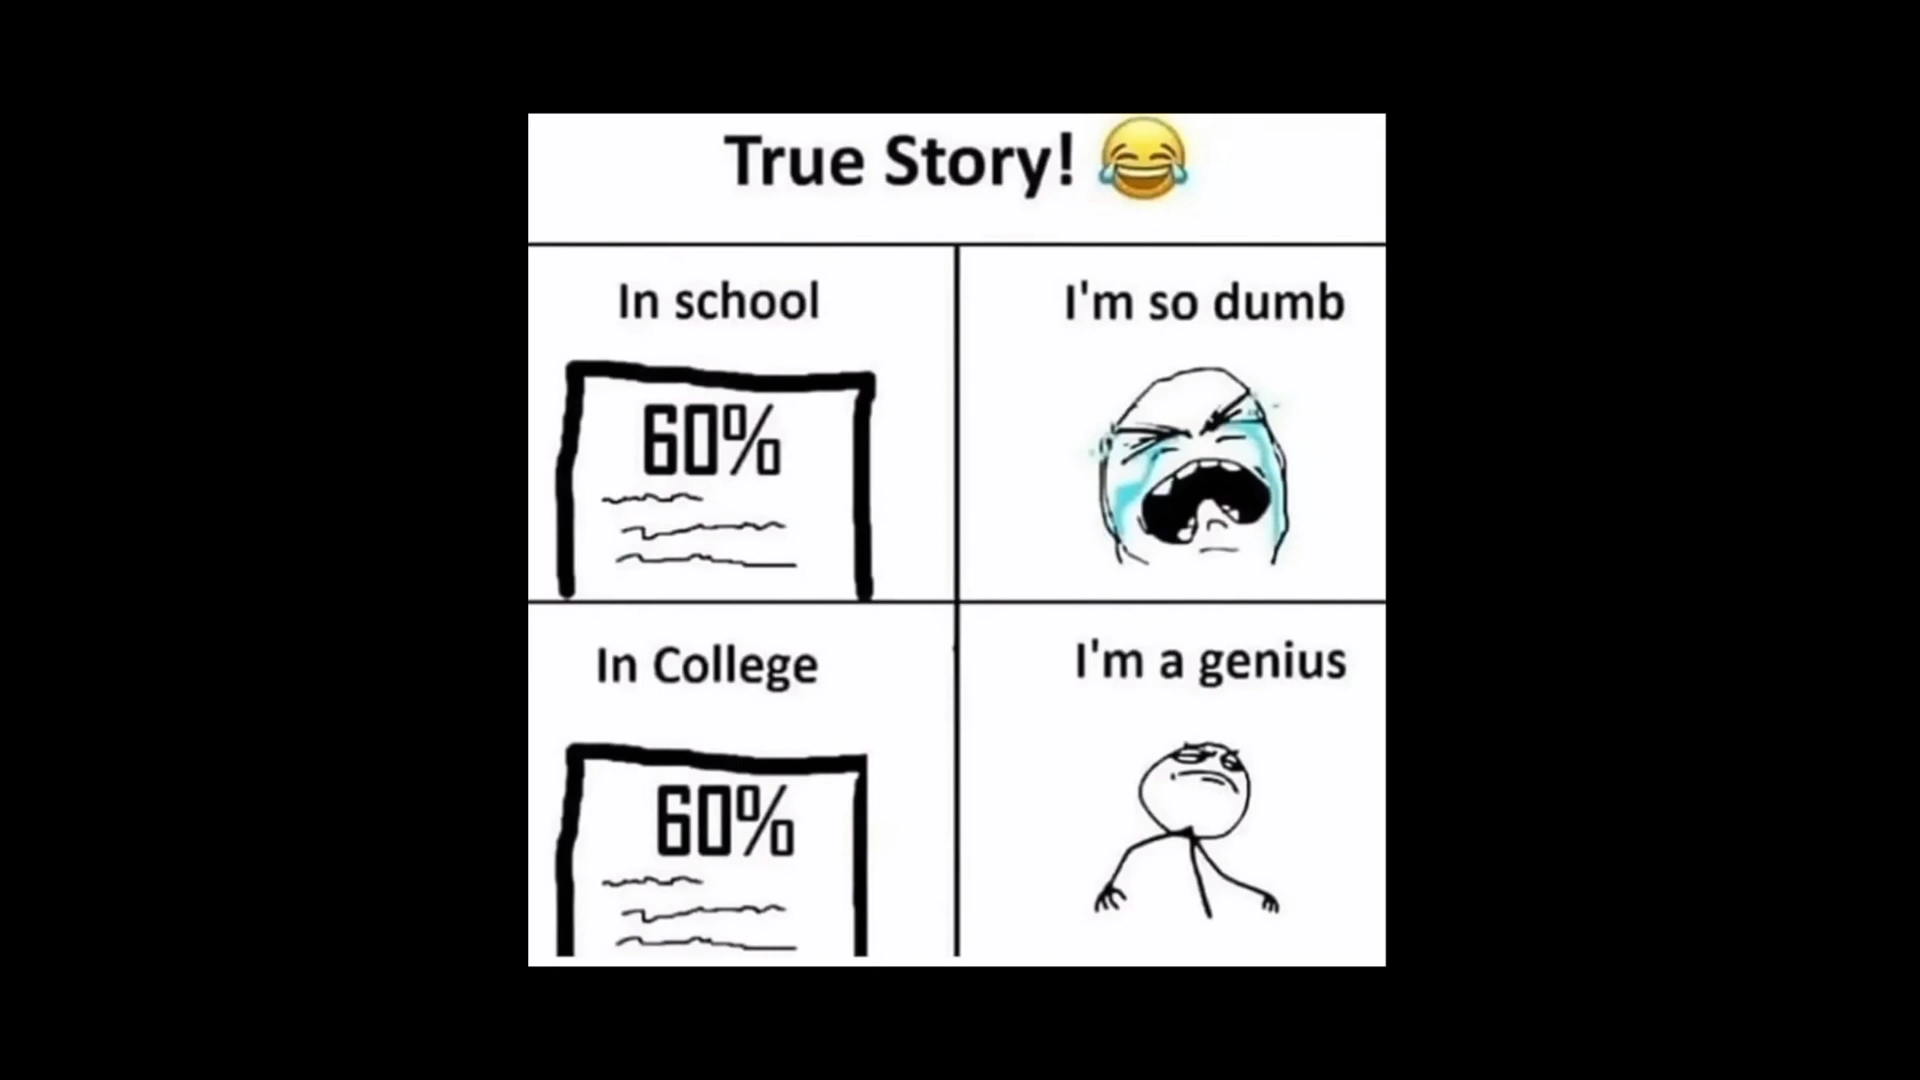 True Story! 😂
In school
I'm so dumb
60%
In College
I'm a genius
60%